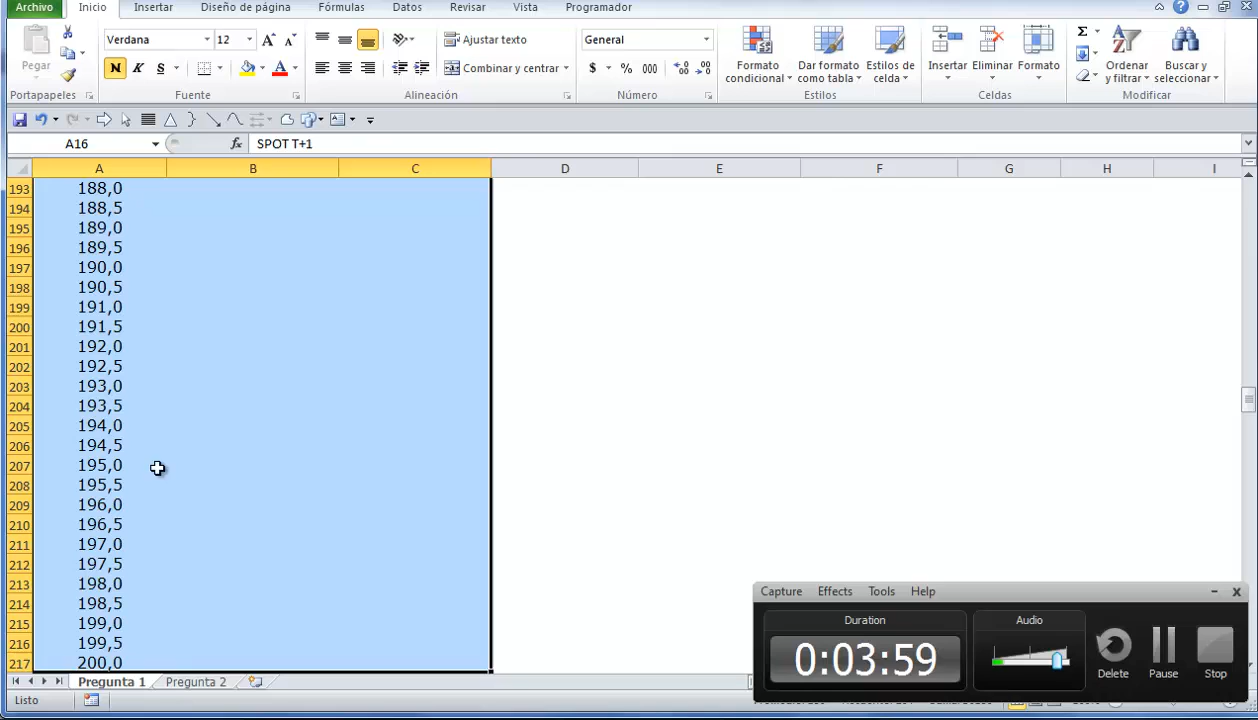 Archivo Inicio Insertar Diseño de página Fórmulas Datos Revisar Vista Programador
Verdana 12 Ajustar texto General
Pegar N K S Combinar y centrar $ % 000
Formato condicional Dar formato como tabla Estilos de celda Insertar Eliminar Formato Ordenar y filtrar Buscar y seleccionar
Portapapeles Fuente Alineación Número Estilos Celdas Modificar
A16 fx SPOT T+1
A B C D E F G H I
193 188,0
194 188,5
195 189,0
196 189,5
197 190,0
198 190,5
199 191,0
200 191,5
201 192,0
202 192,5
203 193,0
204 193,5
205 194,0
206 194,5
207 195,0
208 195,5
209 196,0
210 196,5
211 197,0
212 197,5
213 198,0
214 198,5
215 199,0
216 199,5
217 200,0
Capture Effects Tools Help
Duration Audio
0:03:59
Delete Pause Stop
Pregunta 1 Pregunta 2
Listo